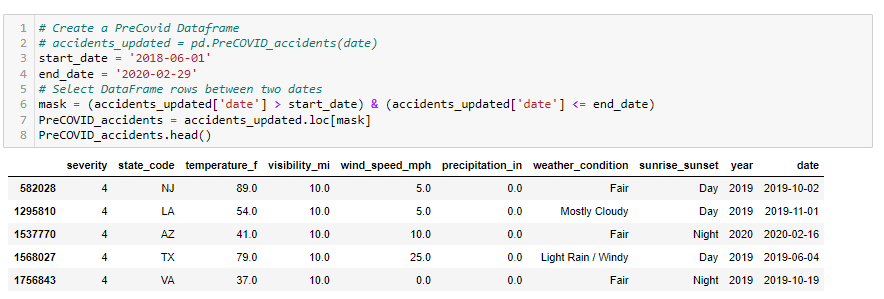 1 # Create a PreCovid Dataframe
2 # accidents_updated = pd.PreCOVID_accidents(date)
3 start_date = '2018-06-01'
4 end_date = '2020-02-29'
5 # Select DataFrame rows between two dates
6 mask = (accidents_updated['date'] > start_date) & (accidents_updated['date'] <= end_date)
7 PreCOVID_accidents = accidents_updated.loc[mask]
8 PreCOVID_accidents.head()
severity state_code temperature_f visibility_mi wind_speed_mph precipitation_in weather_condition sunrise_sunset year date
582028 4 NJ 89.0 10.0 5.0 0.0 Fair Day 2019 2019-10-02
1295810 4 LA 54.0 10.0 5.0 0.0 Mostly Cloudy Day 2019 2019-11-01
1537770 4 AZ 41.0 10.0 10.0 0.0 Fair Night 2020 2020-02-16
1568027 4 TX 79.0 10.0 25.0 0.0 Light Rain / Windy Day 2019 2019-06-04
1756843 4 VA 37.0 10.0 0.0 0.0 Fair Night 2019 2019-10-19